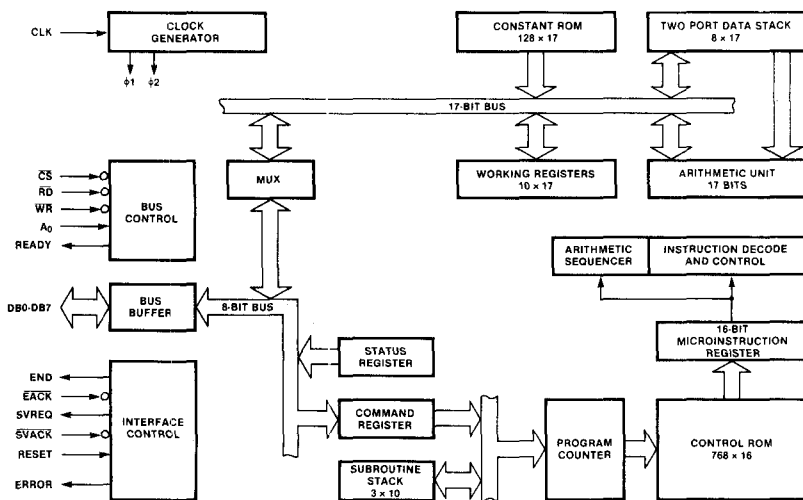 CLK
CLOCK
GENERATOR
ϕ1 ϕ2
CONSTANT ROM
128 × 17
TWO PORT DATA STACK
8 × 17
17-BIT BUS
CS
RD
WR
A0
READY
BUS
CONTROL
MUX
WORKING REGISTERS
10 × 17
ARITHMETIC UNIT
17 BITS
ARITHMETIC
SEQUENCER
INSTRUCTION DECODE
AND CONTROL
DB0-DB7
BUS
BUFFER
8-BIT BUS
16-BIT
MICROINSTRUCTION
REGISTER
STATUS
REGISTER
END
EACK
SVREQ
SVACK
RESET
ERROR
INTERFACE
CONTROL
COMMAND
REGISTER
SUBROUTINE
STACK
3 × 10
PROGRAM
COUNTER
CONTROL ROM
768 × 16